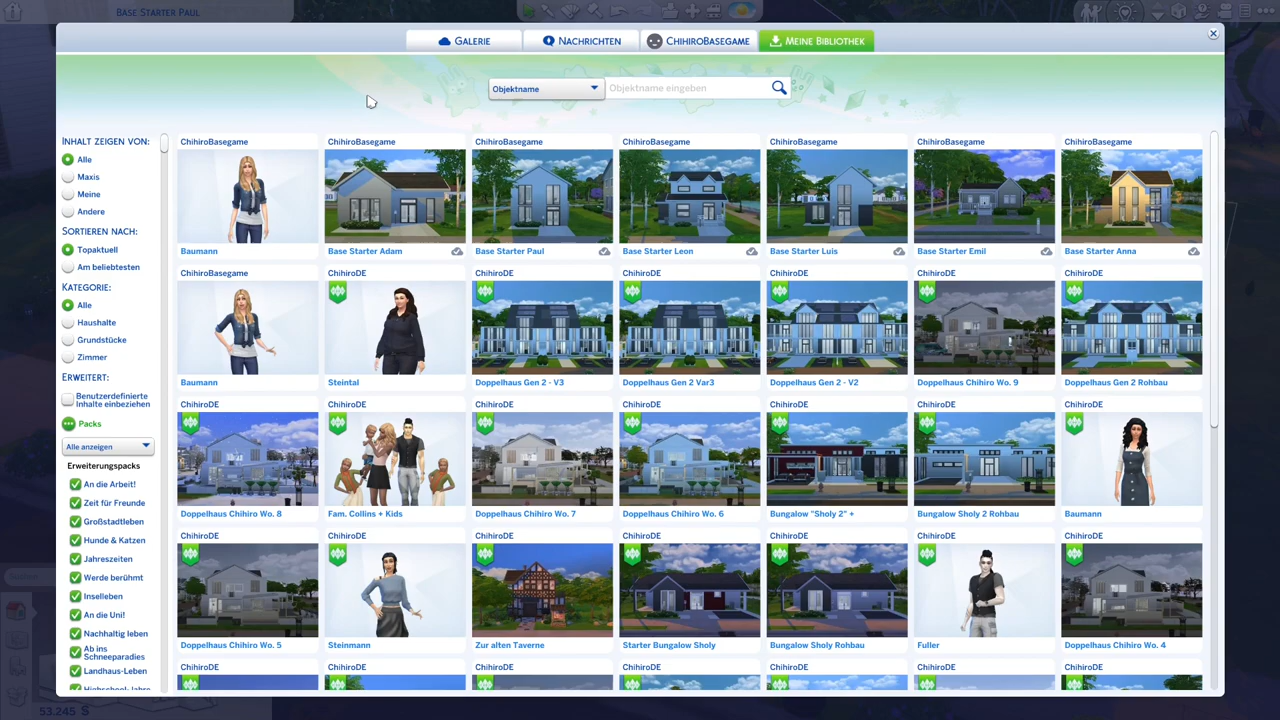 Base Starter Paul
Galerie
Nachrichten
ChihiroBasegame
Meine Bibliothek
Objektname
Objektname eingeben
Inhalt zeigen von:
Alle
Maxis
Meine
Andere
Sortieren nach:
Topaktuell
Am beliebtesten
Kategorie:
Alle
Haushalte
Grundstücke
Zimmer
Erweitert:
Benutzerdefinierte
Inhalte einbeziehen
Packs
Alle anzeigen
Erweiterungspacks
An die Arbeit!
Zeit für Freunde
Großstadtleben
Hunde & Katzen
Jahreszeiten
Werde berühmt
Inselleben
An die Uni!
Nachhaltig leben
Ab ins
Schneeparadies
Landhaus-Leben
Highschool-Jahre
ChihiroBasegame
Baumann
ChihiroBasegame
Base Starter Adam
ChihiroBasegame
Base Starter Paul
ChihiroBasegame
Base Starter Leon
ChihiroBasegame
Base Starter Luis
ChihiroBasegame
Base Starter Emil
ChihiroBasegame
Base Starter Anna
ChihiroBasegame
Baumann
ChihiroDE
Steintal
ChihiroDE
Doppelhaus Gen 2 - V3
ChihiroDE
Doppelhaus Gen 2 Var3
ChihiroDE
Doppelhaus Gen 2 - V2
ChihiroDE
Doppelhaus Chihiro Wo. 9
ChihiroDE
Doppelhaus Gen 2 Rohbau
ChihiroDE
Doppelhaus Chihiro Wo. 8
ChihiroDE
Fam. Collins + Kids
ChihiroDE
Doppelhaus Chihiro Wo. 7
ChihiroDE
Doppelhaus Chihiro Wo. 6
ChihiroDE
Bungalow "Sholy 2" +
ChihiroDE
Bungalow Sholy 2 Rohbau
ChihiroDE
Baumann
ChihiroDE
Doppelhaus Chihiro Wo. 5
ChihiroDE
Steinmann
ChihiroDE
Zur alten Taverne
ChihiroDE
Starter Bungalow Sholy
ChihiroDE
Bungalow Sholy Rohbau
ChihiroDE
Fuller
ChihiroDE
Doppelhaus Chihiro Wo. 4
ChihiroDE
ChihiroDE
ChihiroDE
ChihiroDE
ChihiroDE
ChihiroDE
ChihiroDE
53.245 §